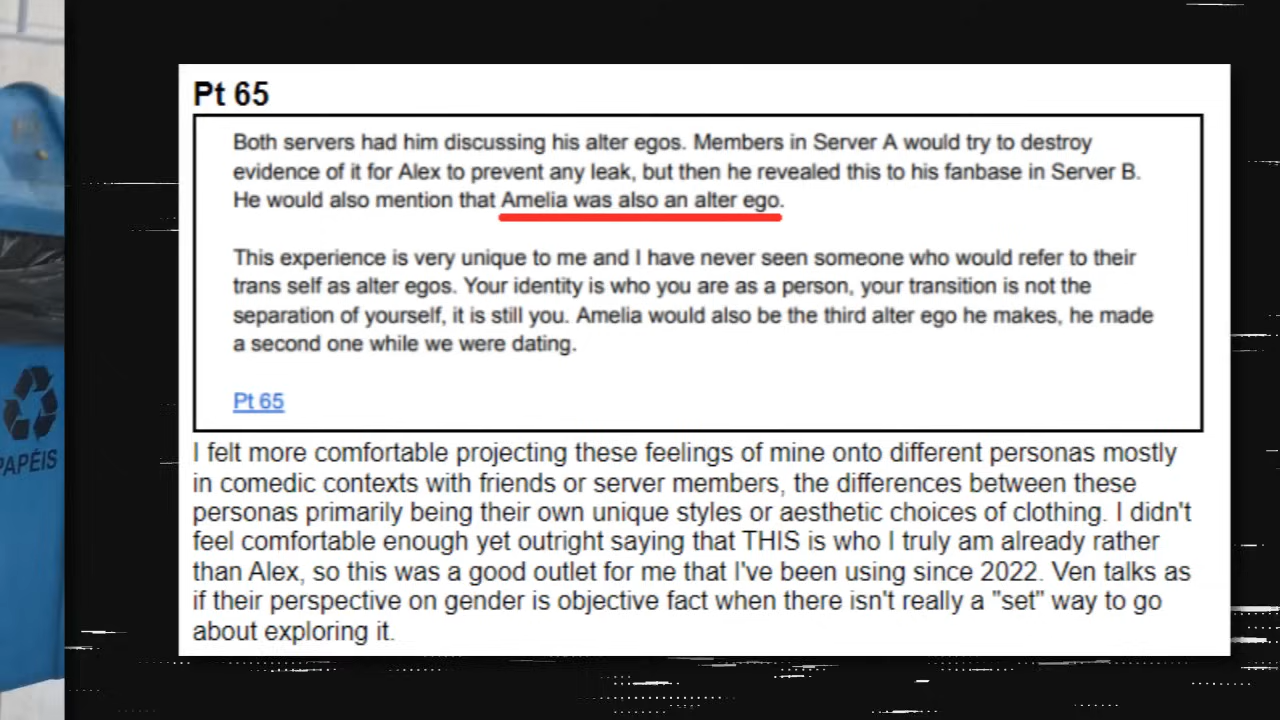 Pt 65
Both servers had him discussing his alter egos. Members in Server A would try to destroy
evidence of it for Alex to prevent any leak, but then he revealed this to his fanbase in Server B.
He would also mention that Amelia was also an alter ego.
This experience is very unique to me and I have never seen someone who would refer to their
trans self as alter egos. Your identity is who you are as a person, your transition is not the
separation of yourself, it is still you. Amelia would also be the third alter ego he makes, he made
a second one while we were dating.
Pt 65
I felt more comfortable projecting these feelings of mine onto different personas mostly
in comedic contexts with friends or server members, the differences between these
personas primarily being their own unique styles or aesthetic choices of clothing. I didn't
feel comfortable enough yet outright saying that THIS is who I truly am already rather
than Alex, so this was a good outlet for me that I've been using since 2022. Ven talks as
if their perspective on gender is objective fact when there isn't really a "set" way to go
about exploring it.
PAPÉIS